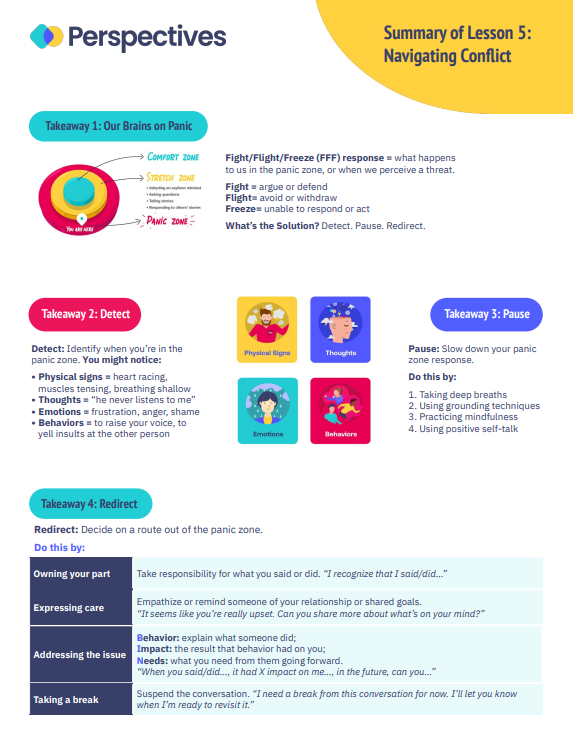 Perspectives
Summary of Lesson 5:
Navigating Conflict
Takeaway 1: Our Brains on Panic
COMFORT ZONE
STRETCH ZONE
• Adopting an explorer mindset
• Asking questions
• Telling stories
• Responding to others' stories
PANIC ZONE
YOU ARE HERE
Fight/Flight/Freeze (FFF) response = what happens
to us in the panic zone, or when we perceive a threat.
Fight = argue or defend
Flight= avoid or withdraw
Freeze= unable to respond or act
What's the Solution? Detect. Pause. Redirect.
Takeaway 2: Detect
Detect: Identify when you're in the
panic zone. You might notice:
• Physical signs = heart racing,
muscles tensing, breathing shallow
• Thoughts = “he never listens to me”
• Emotions = frustration, anger, shame
• Behaviors = to raise your voice, to
yell insults at the other person
Physical Signs
Thoughts
Emotions
Behaviors
Takeaway 3: Pause
Pause: Slow down your panic
zone response.
Do this by:
1. Taking deep breaths
2. Using grounding techniques
3. Practicing mindfulness
4. Using positive self-talk
Takeaway 4: Redirect
Redirect: Decide on a route out of the panic zone.
Do this by:
Owning your part
Take responsibility for what you said or did. “I recognize that I said/did...”
Expressing care
Empathize or remind someone of your relationship or shared goals.
“It seems like you're really upset. Can you share more about what's on your mind?”
Addressing the issue
Behavior: explain what someone did;
Impact: the result that behavior had on you;
Needs: what you need from them going forward.
“When you said/did..., it had X impact on me..., in the future, can you...”
Taking a break
Suspend the conversation. “I need a break from this conversation for now. I'll let you know
when I'm ready to revisit it.”